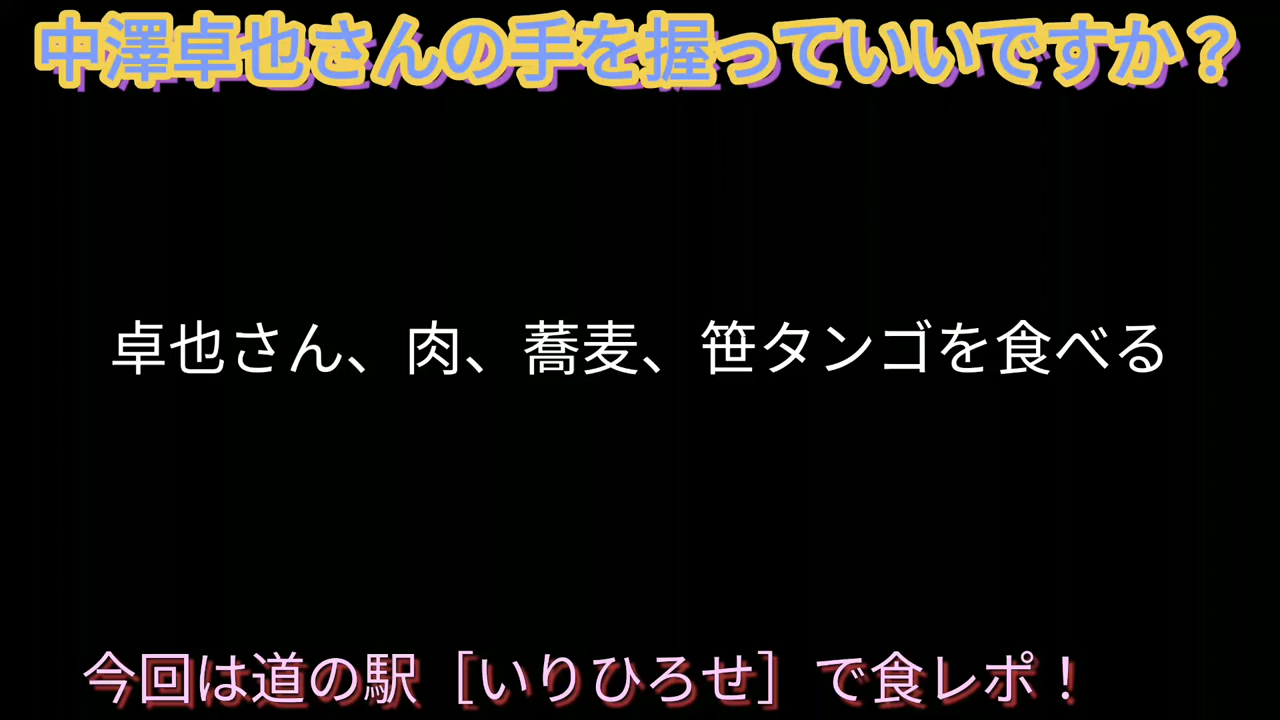 中澤卓也さんの手を握っていいですか？
卓也さん、肉、蕎麦、笹タンゴを食べる
今回は道の駅［いりひろせ］で食レポ！